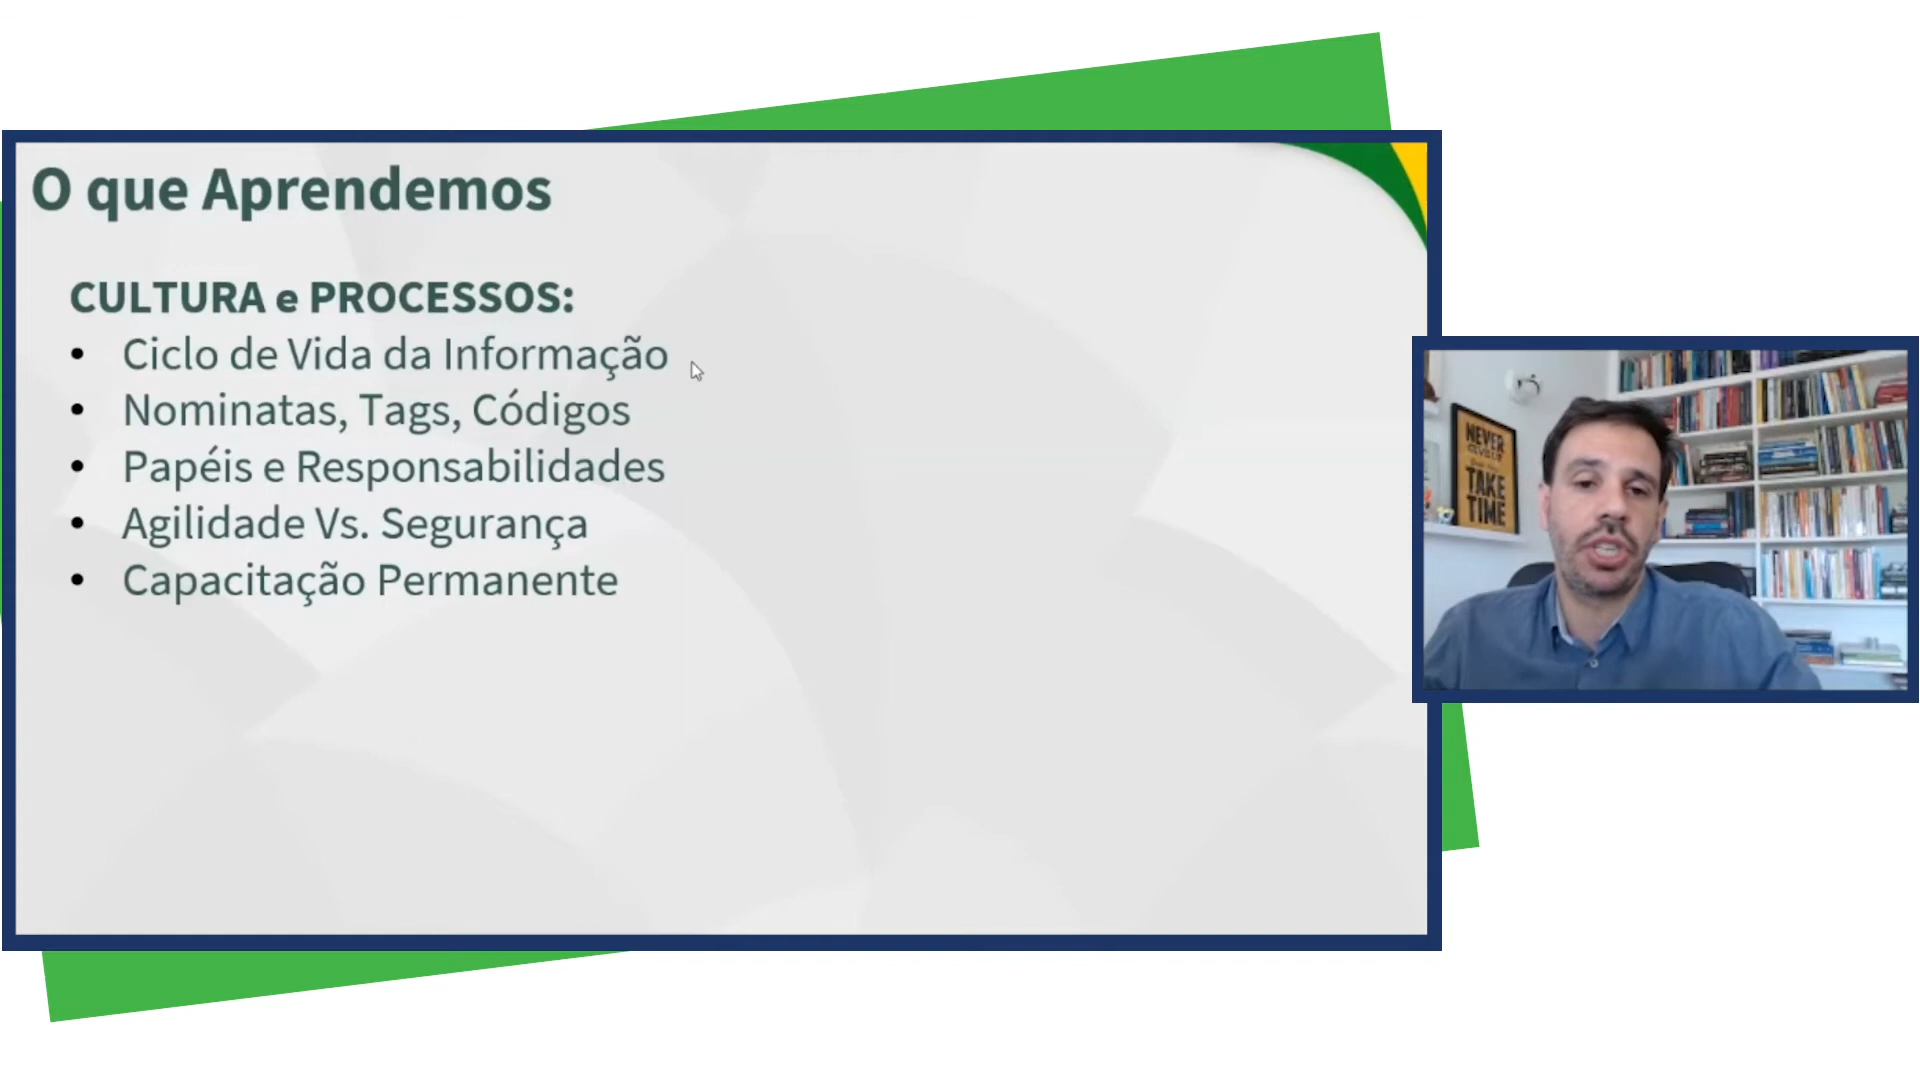 O que Aprendemos
CULTURA e PROCESSOS:
• Ciclo de Vida da Informação
• Nominatas, Tags, Códigos
• Papéis e Responsabilidades
• Agilidade Vs. Segurança
• Capacitação Permanente
NEVER
TAKE
TIME